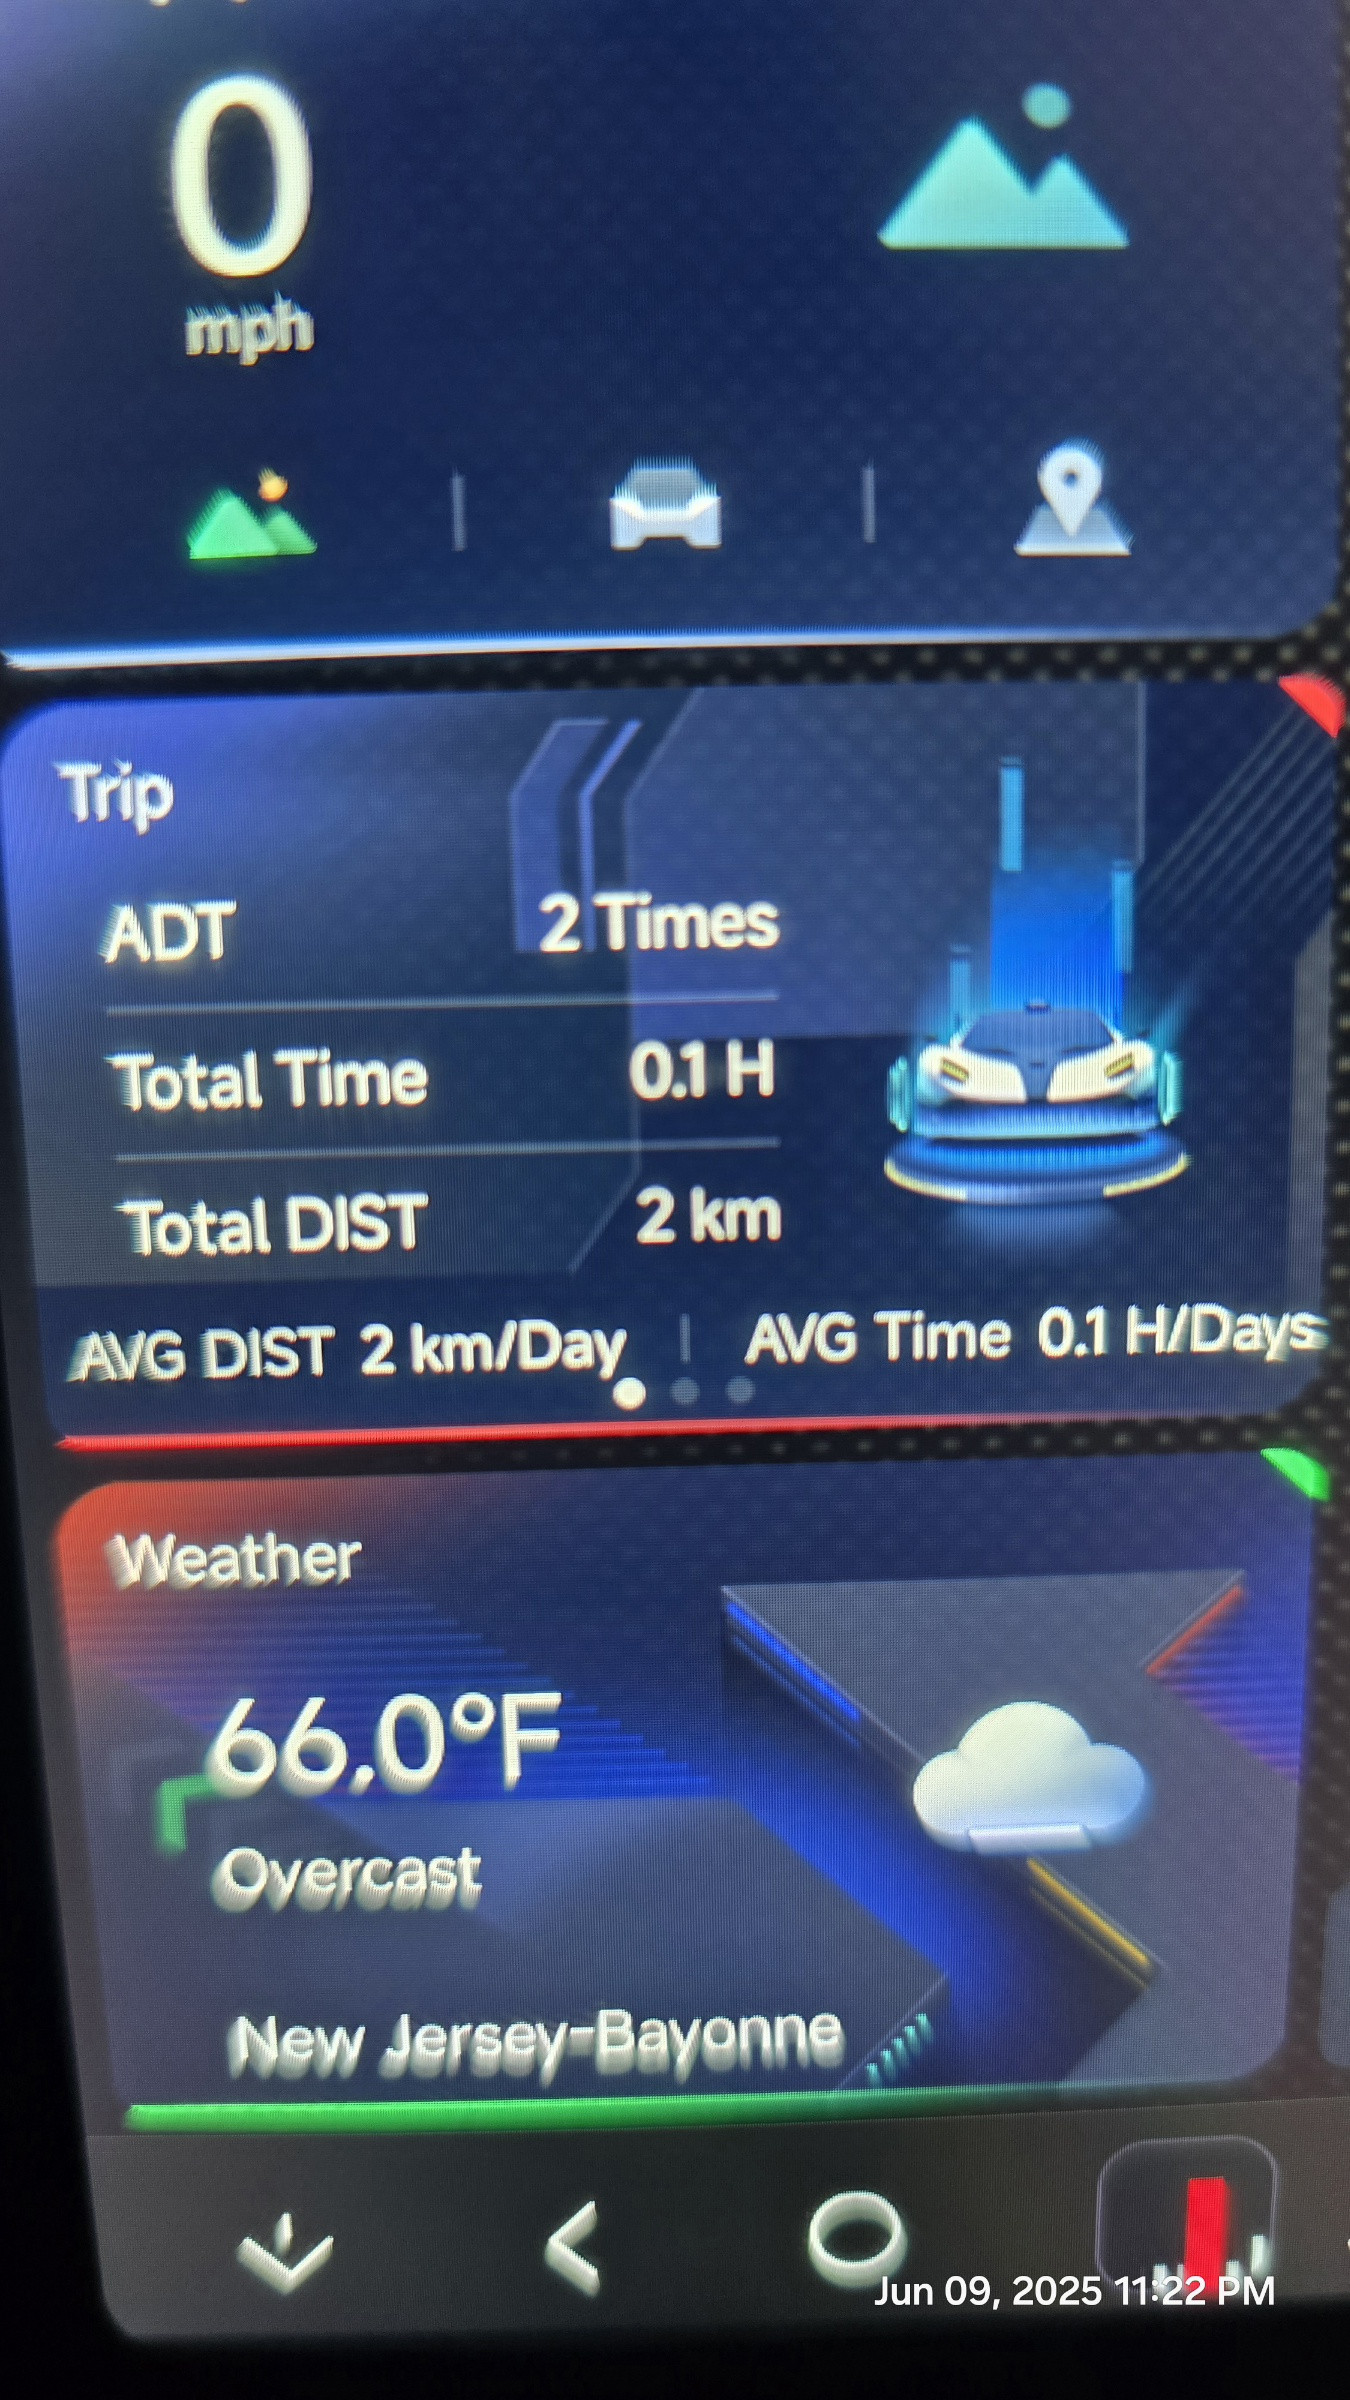 0
mph
Trip
ADT 2 Times
Total Time 0.1 H
Total DIST 2 km
AVG DIST 2 km/Day | AVG Time 0.1 H/Days
Weather
66.0°F
Overcast
New Jersey-Bayonne
Jun 09, 2025 11:22 PM